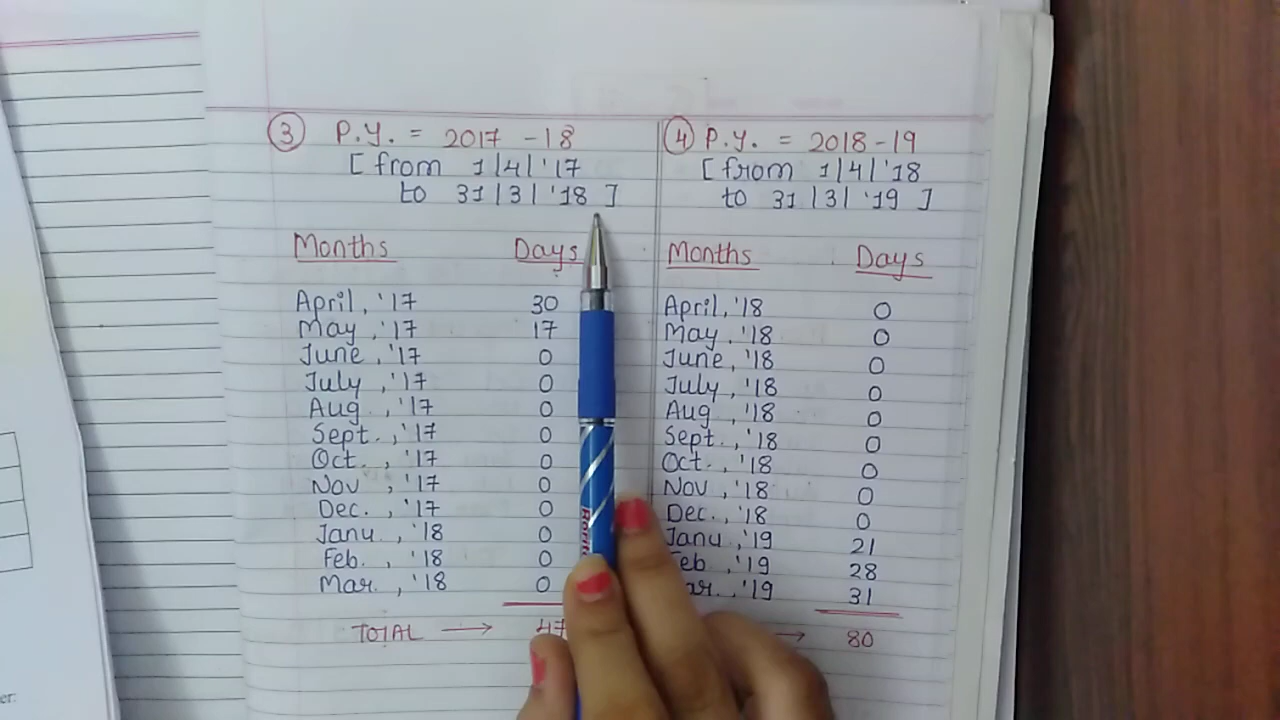 ③ P.Y. = 2017 -18
[from 1/4/'17
to 31/3/'18]
Months Days
April, '17 30
May, '17 17
June, '17 0
July, '17 0
Aug., '17 0
Sept., '17 0
Oct., '17 0
Nov., '17 0
Dec., '17 0
Janu., '18 0
Feb., '18 0
Mar., '18 0
TOTAL → 47
④ P.Y. = 2018-19
[from 1/4/'18
to 31/3/'19]
Months Days
April, '18 0
May, '18 0
June, '18 0
July, '18 0
Aug., '18 0
Sept., '18 0
Oct., '18 0
Nov., '18 0
Dec., '18 0
Janu., '19 21
Feb, '19 28
Mar., '19 31
→ 80